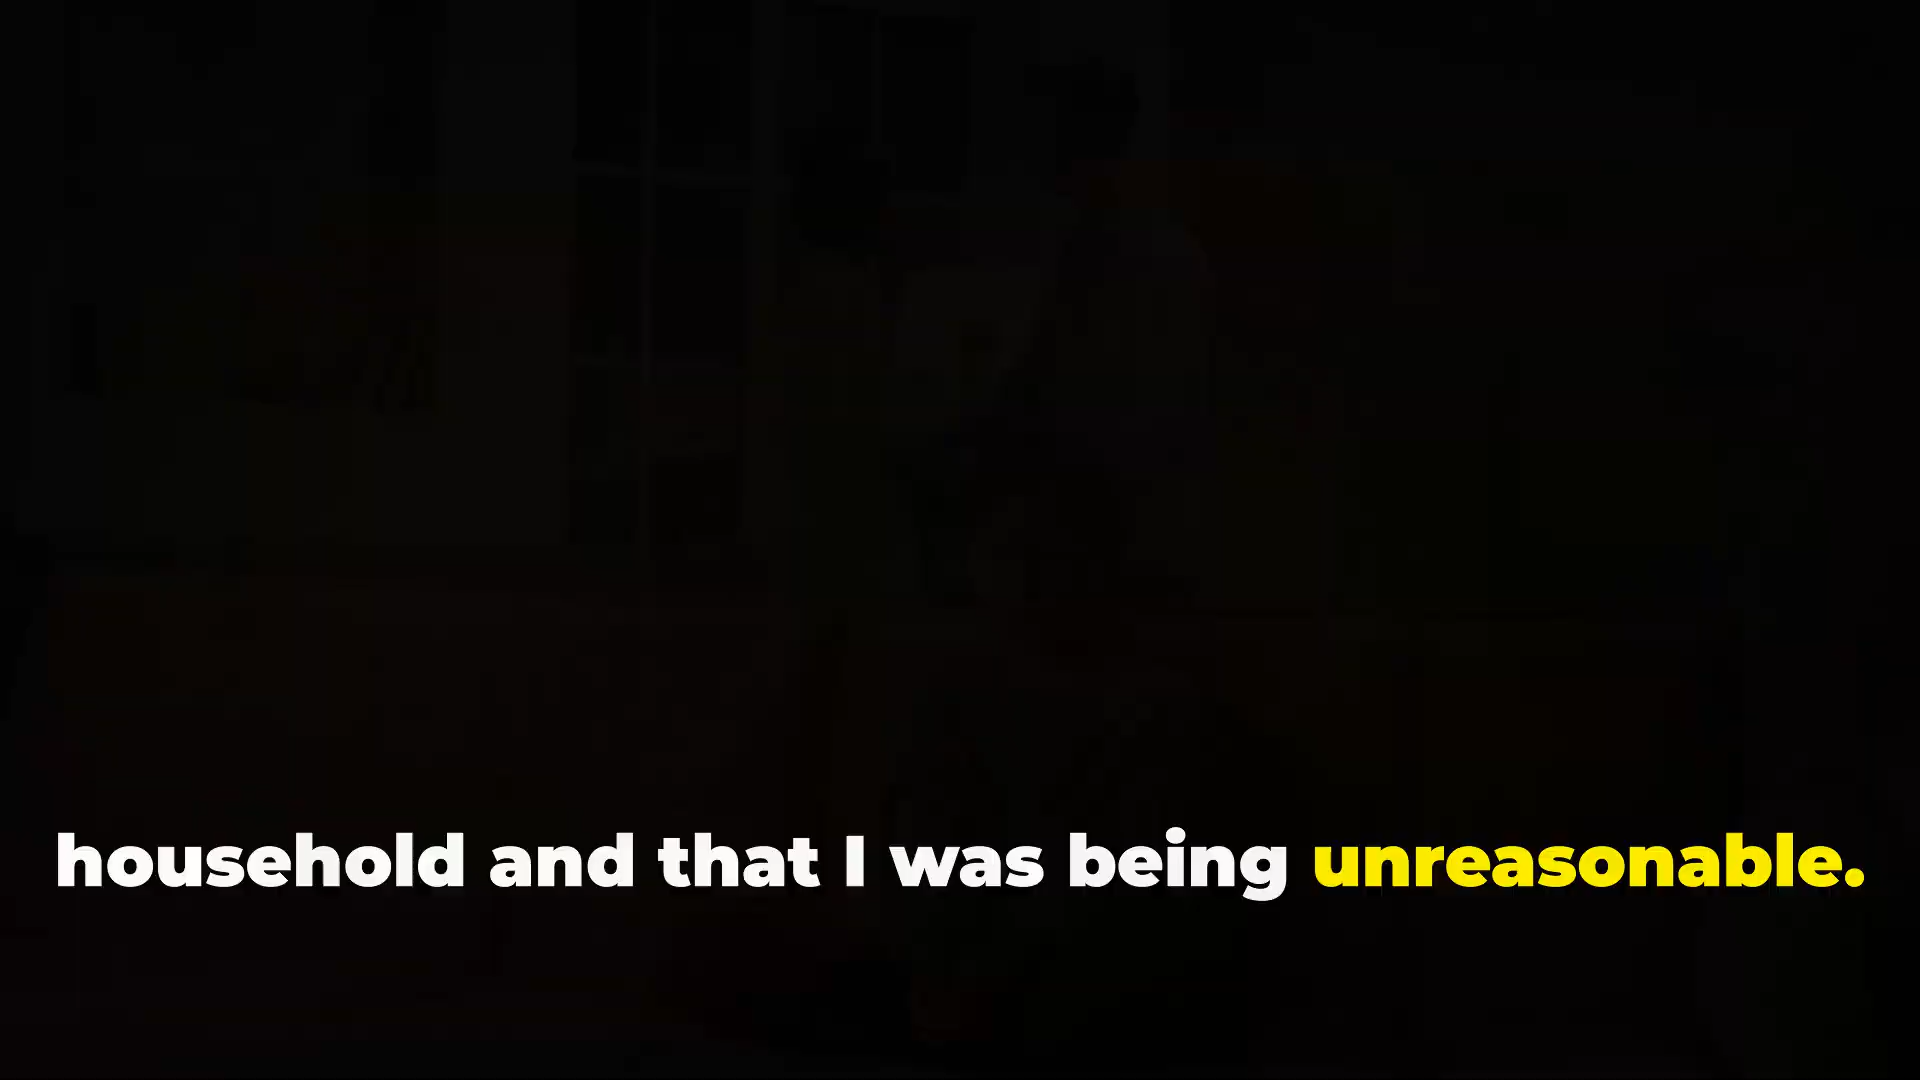 household and that I was being unreasonable.